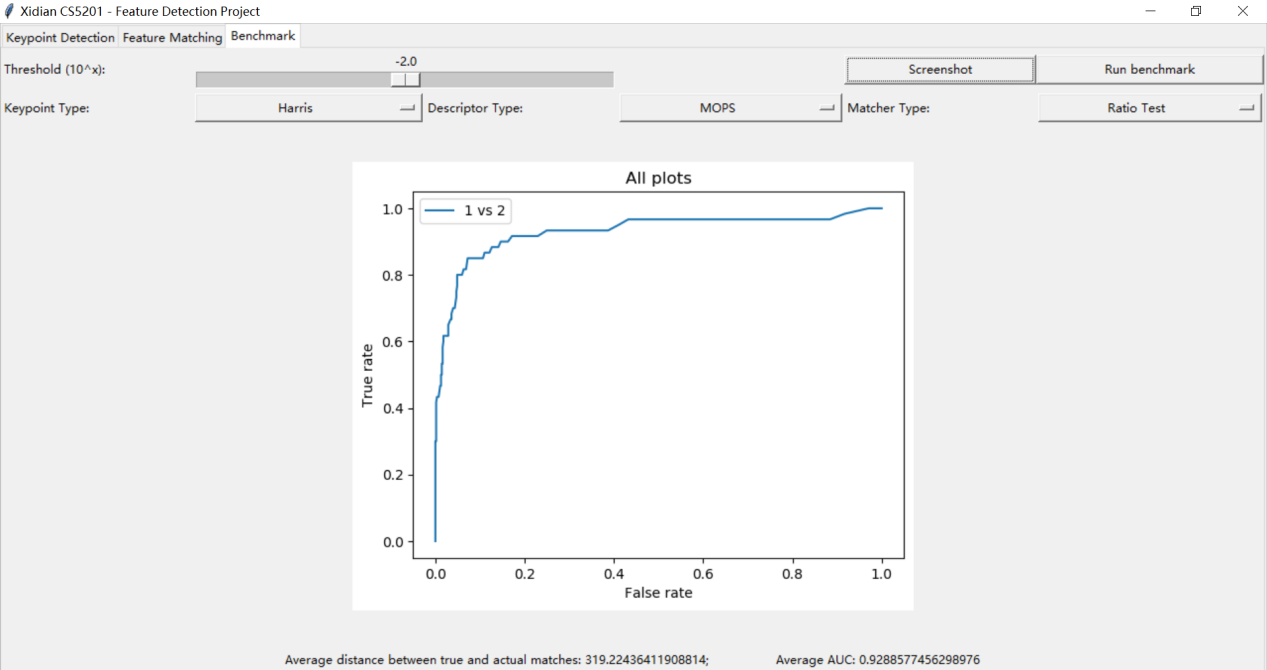 Xidian CS5201 - Feature Detection Project
Keypoint Detection Feature Matching Benchmark
Threshold (10^x): -2.0 Screenshot Run benchmark
Keypoint Type: Harris Descriptor Type: MOPS Matcher Type: Ratio Test
All plots
1 vs 2
1.0
0.8
0.6
0.4
0.2
0.0
True rate
0.0 0.2 0.4 0.6 0.8 1.0
False rate
Average distance between true and actual matches: 319.22436411908814; Average AUC: 0.9288577456298976